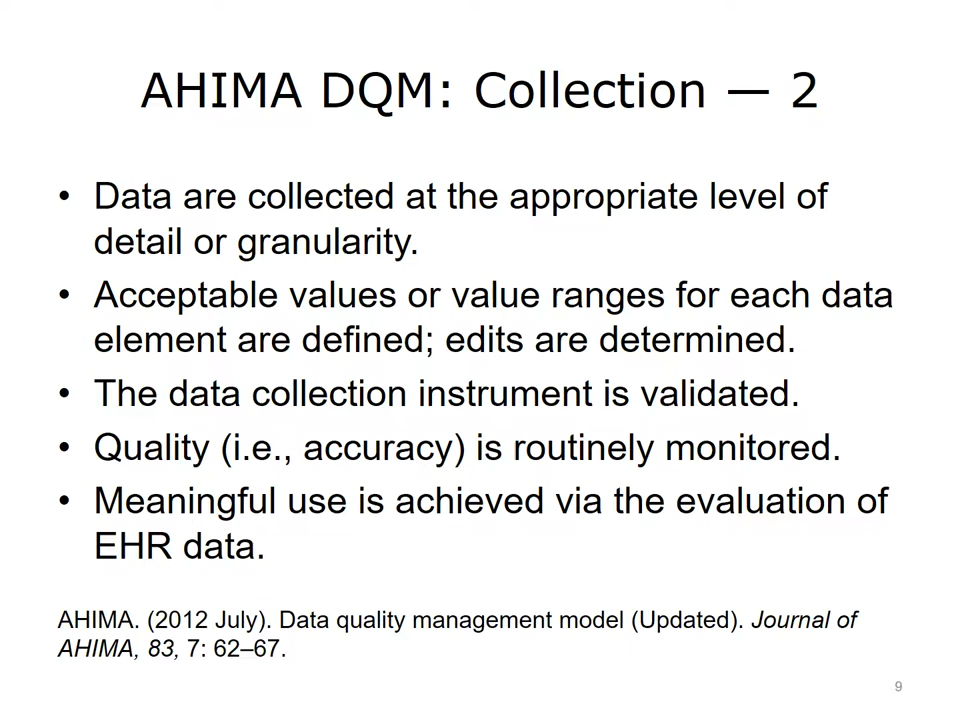 AHIMA DQM: Collection — 2
• Data are collected at the appropriate level of
detail or granularity.
• Acceptable values or value ranges for each data
element are defined; edits are determined.
• The data collection instrument is validated.
• Quality (i.e., accuracy) is routinely monitored.
• Meaningful use is achieved via the evaluation of
EHR data.
AHIMA. (2012 July). Data quality management model (Updated). Journal of
AHIMA, 83, 7: 62–67.
9